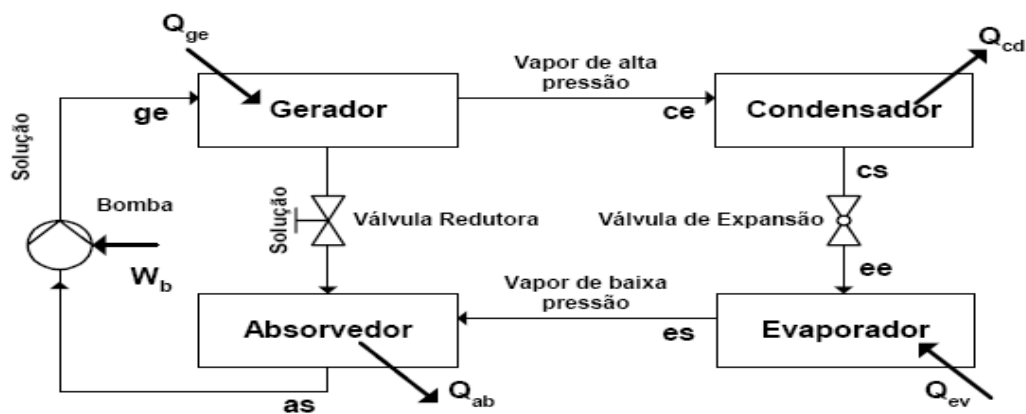 Q_ge
Q_cd
Vapor de alta
pressão
Gerador
Condensador
ge
ce
cs
Solução
Bomba
Solução
Válvula Redutora
Válvula de Expansão
W_b
ee
Vapor de baixa
pressão
Absorvedor
Evaporador
es
as
Q_ab
Q_ev